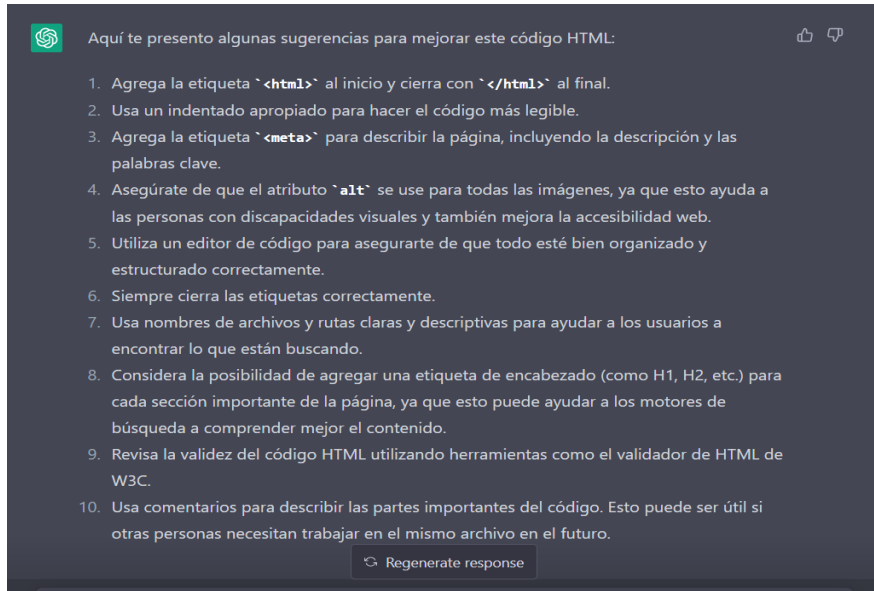 Aquí te presento algunas sugerencias para mejorar este código HTML:
1. Agrega la etiqueta `<html>` al inicio y cierra con `</html>` al final.
2. Usa un indentado apropiado para hacer el código más legible.
3. Agrega la etiqueta `<meta>` para describir la página, incluyendo la descripción y las
palabras clave.
4. Asegúrate de que el atributo `alt` se use para todas las imágenes, ya que esto ayuda a
las personas con discapacidades visuales y también mejora la accesibilidad web.
5. Utiliza un editor de código para asegurarte de que todo esté bien organizado y
estructurado correctamente.
6. Siempre cierra las etiquetas correctamente.
7. Usa nombres de archivos y rutas claras y descriptivas para ayudar a los usuarios a
encontrar lo que están buscando.
8. Considera la posibilidad de agregar una etiqueta de encabezado (como H1, H2, etc.) para
cada sección importante de la página, ya que esto puede ayudar a los motores de
búsqueda a comprender mejor el contenido.
9. Revisa la validez del código HTML utilizando herramientas como el validador de HTML de
W3C.
10. Usa comentarios para describir las partes importantes del código. Esto puede ser útil si
otras personas necesitan trabajar en el mismo archivo en el futuro.
Regenerate response